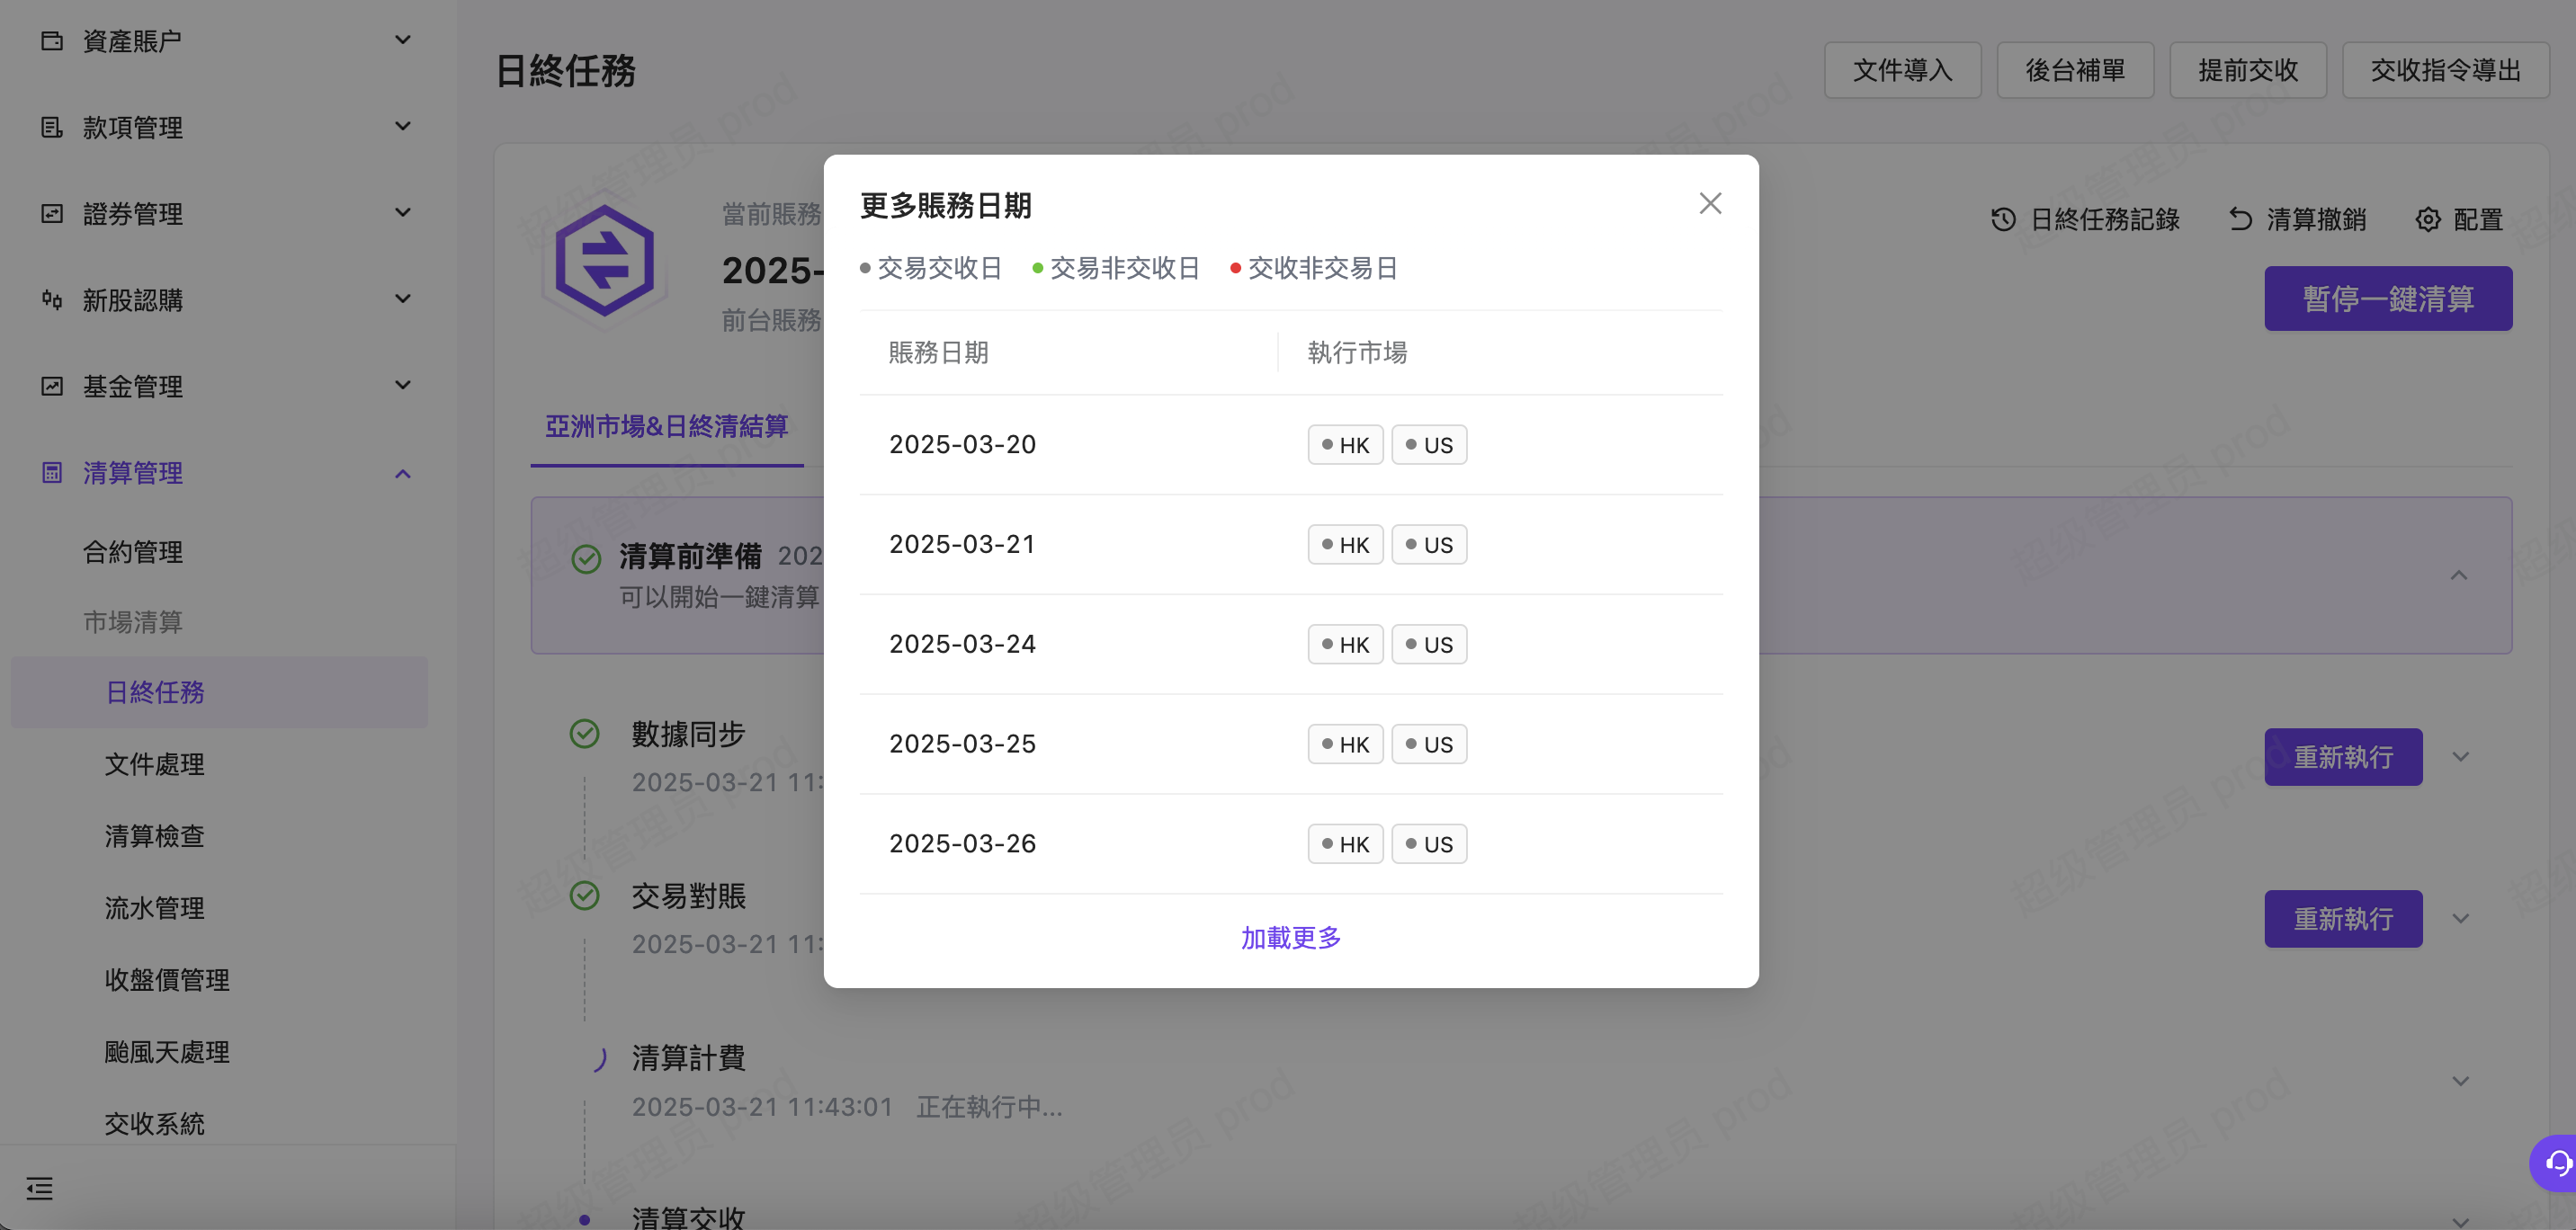 資產賬户
款項管理
證券管理
新股認購
基金管理
清算管理
合約管理
市場清算
日終任務
文件處理
清算檢查
流水管理
收盤價管理
颱風天處理
交收系統
日終任務
文件導入
後台補單
提前交收
交收指令導出
當前賬務
2025-
前台賬務
日終任務記錄
清算撤銷
配置
暫停一鍵清算
亞洲市場&日終清結算
清算前準備 202
可以開始一鍵清算
數據同步
2025-03-21 11:
重新執行
交易對賬
2025-03-21 11:
重新執行
清算計費
2025-03-21 11:43:01 正在執行中...
清算交收
更多賬務日期
交易交收日 交易非交收日 交收非交易日
賬務日期 執行市場
2025-03-20 HK US
2025-03-21 HK US
2025-03-24 HK US
2025-03-25 HK US
2025-03-26 HK US
加載更多
超级管理员 prod